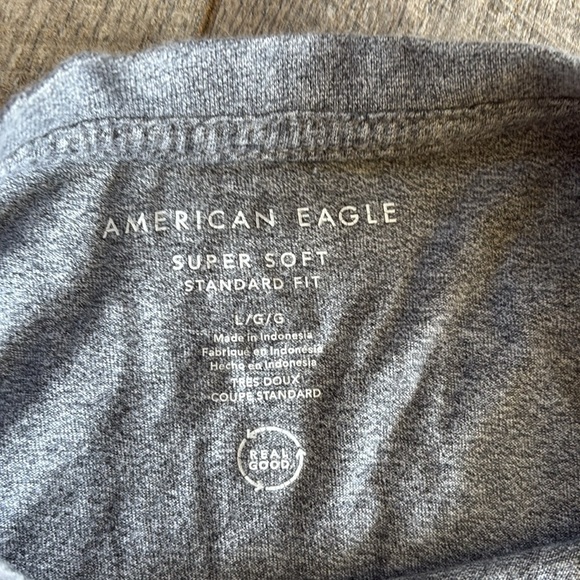 AMERICAN EAGLE
SUPER SOFT
STANDARD FIT
L/G/G
Made in Indonesia
Fabriqué en Indonésie
Hecho en Indonesia
TRÈS DOUX
COUPE STANDARD
REAL
GOOD.